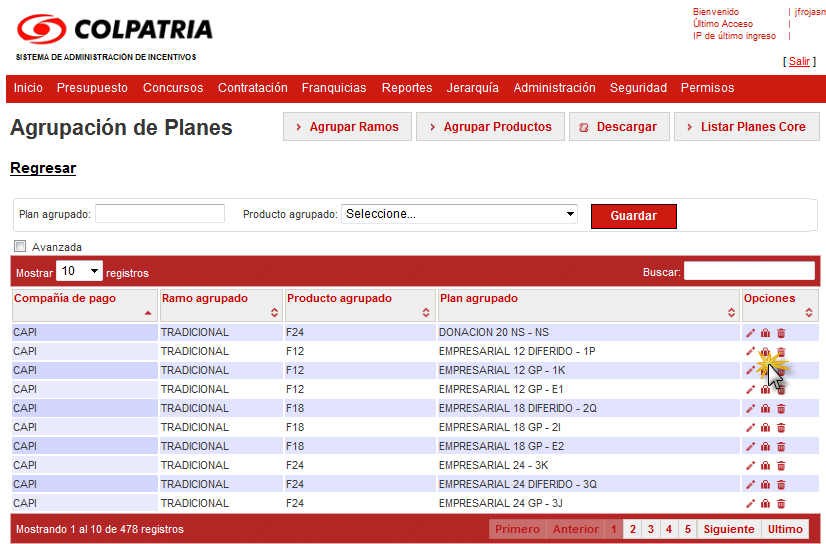 COLPATRIA
SISTEMA DE ADMINISTRACIÓN DE INCENTIVOS
Bienvenido | jfrojasn
Último Acceso |
IP de último ingreso |
[ Salir ]
Inicio Presupuesto Concursos Contratación Franquicias Reportes Jerarquía Administración Seguridad Permisos
Agrupación de Planes
Agrupar Ramos Agrupar Productos Descargar Listar Planes Core
Regresar
Plan agrupado: Producto agrupado: Seleccione... Guardar
Avanzada
Mostrar 10 registros Buscar:
Compañia de pago Ramo agrupado Producto agrupado Plan agrupado Opciones
CAPI TRADICIONAL F24 DONACION 20 NS - NS
CAPI TRADICIONAL F12 EMPRESARIAL 12 DIFERIDO - 1P
CAPI TRADICIONAL F12 EMPRESARIAL 12 GP - 1K
CAPI TRADICIONAL F12 EMPRESARIAL 12 GP - E1
CAPI TRADICIONAL F18 EMPRESARIAL 18 DIFERIDO - 2Q
CAPI TRADICIONAL F18 EMPRESARIAL 18 GP - 2I
CAPI TRADICIONAL F18 EMPRESARIAL 18 GP - E2
CAPI TRADICIONAL F24 EMPRESARIAL 24 - 3K
CAPI TRADICIONAL F24 EMPRESARIAL 24 DIFERIDO - 3Q
CAPI TRADICIONAL F24 EMPRESARIAL 24 GP - 3J
Mostrando 1 al 10 de 478 registros Primero Anterior 1 2 3 4 5 Siguiente Ultimo